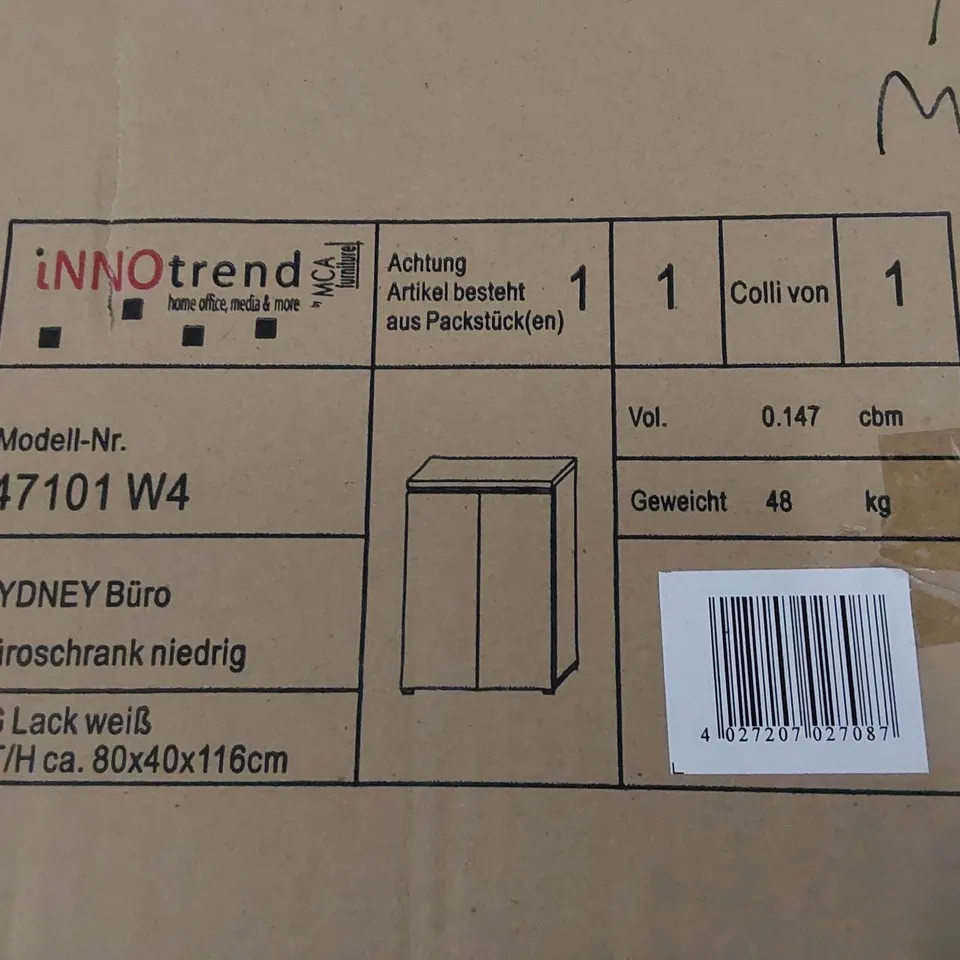 M
iNNOtrend
home office, media & more
by MCA furniture
Achtung
Artikel besteht
aus Packstück(en)
1
1
Colli von
1
Modell-Nr.
47101 W4
Vol. 0.147 cbm
Geweicht 48 kg
YDNEY Büro
üroschrank niedrig
Lack weiß
T/H ca. 80x40x116cm
4 027207 027087